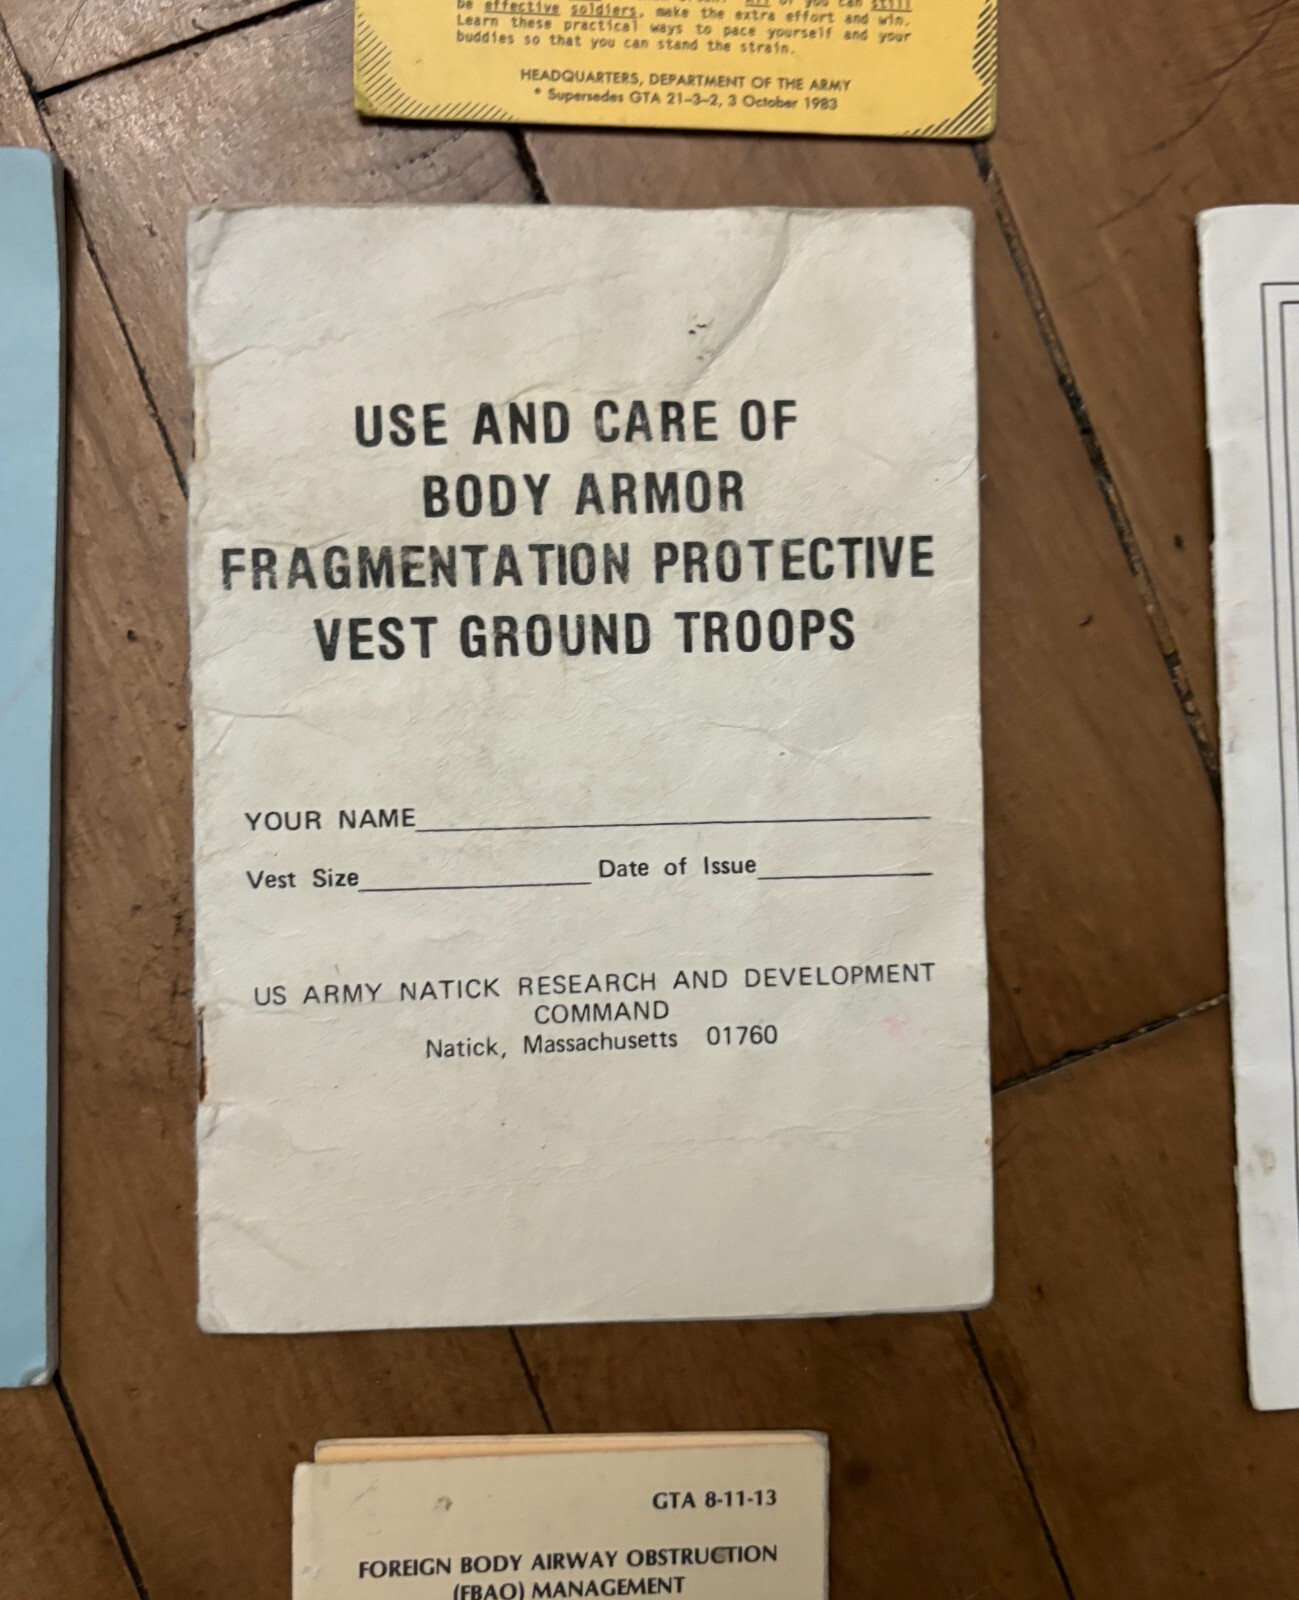 be effective soldiers, make the extra effort and win.
Learn these practical ways to pace yourself and your
buddies so that you can stand the strain.
HEADQUARTERS, DEPARTMENT OF THE ARMY
* Supersedes GTA 21-3-2, 3 October 1983
USE AND CARE OF
BODY ARMOR
FRAGMENTATION PROTECTIVE
VEST GROUND TROOPS
YOUR NAME
Vest Size Date of Issue
US ARMY NATICK RESEARCH AND DEVELOPMENT
COMMAND
Natick, Massachusetts 01760
GTA 8-11-13
FOREIGN BODY AIRWAY OBSTRUCTION
(FBAO) MANAGEMENT